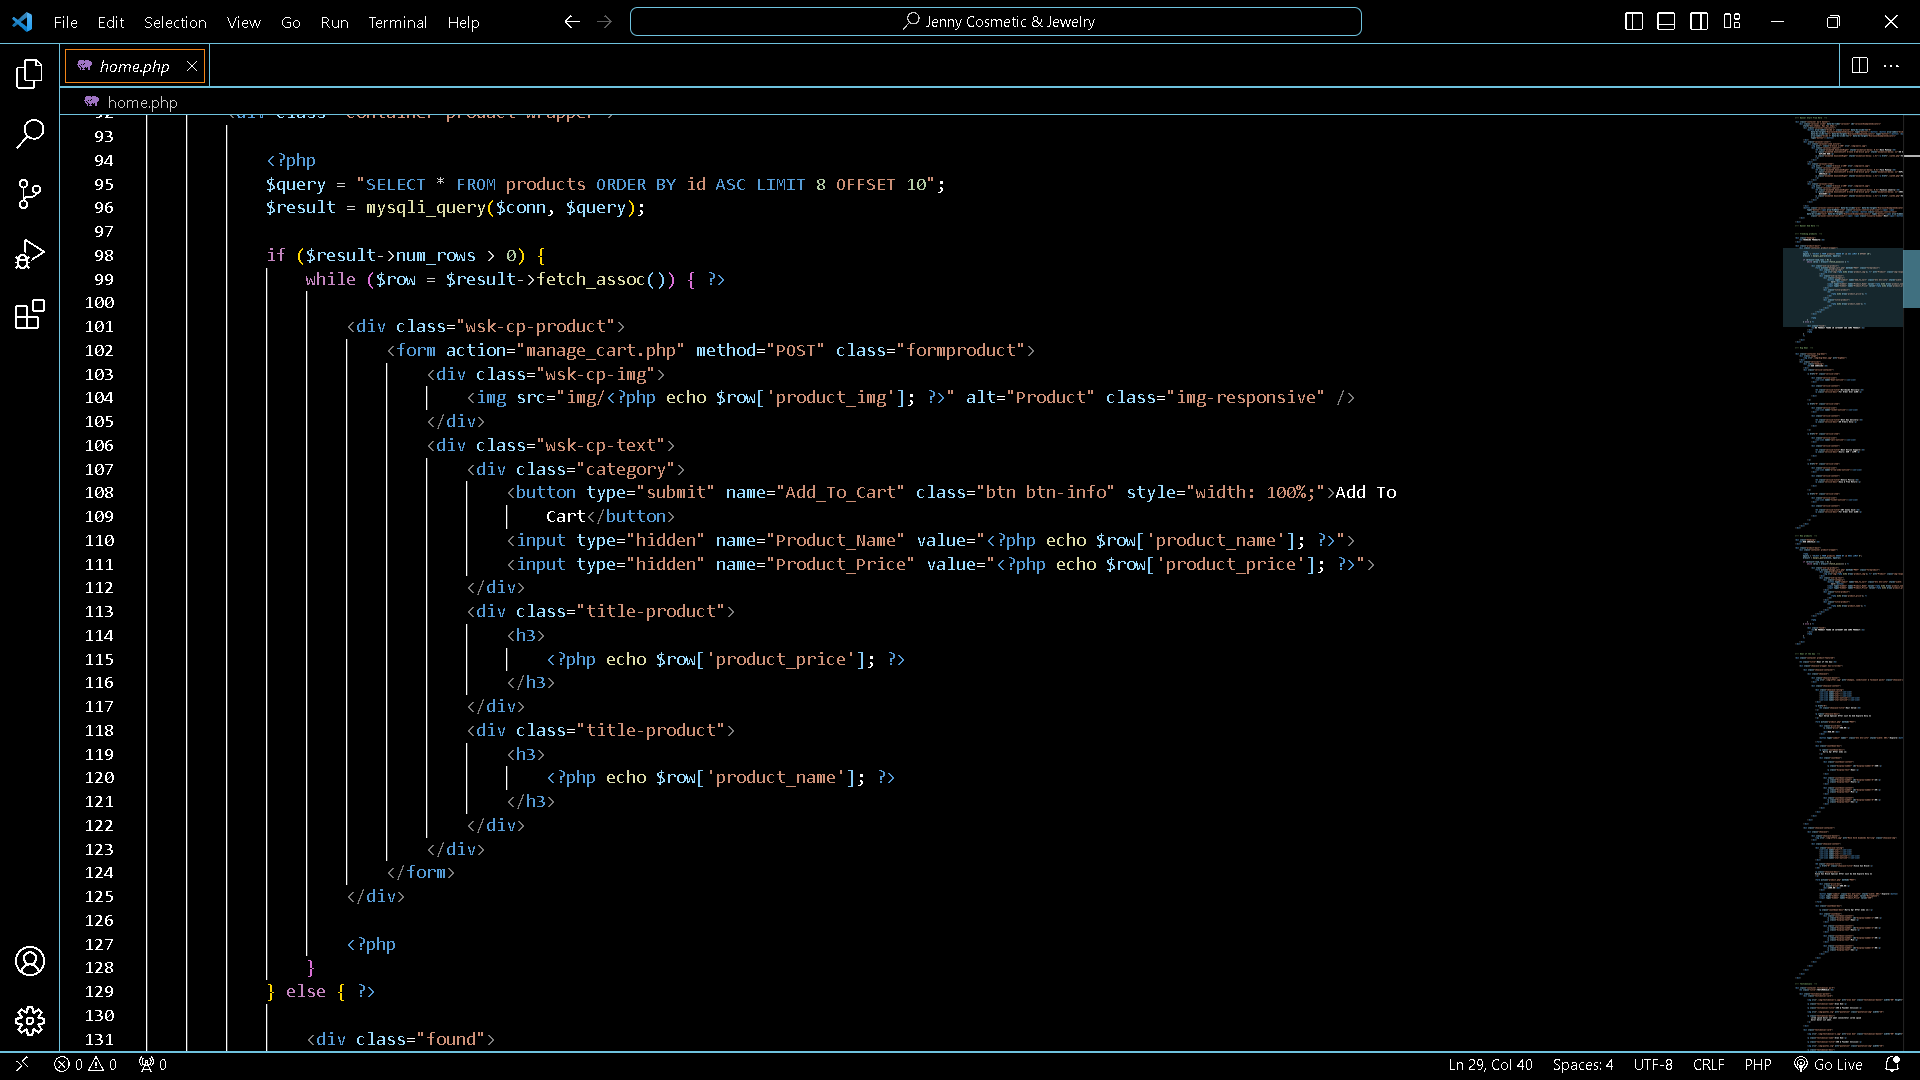 File Edit Selection View Go Run Terminal Help
Jenny Cosmetic & Jewelry
home.php
home.php
92 <div class="container-product-wrapper">
93
94 <?php
95 $query = "SELECT * FROM products ORDER BY id ASC LIMIT 8 OFFSET 10";
96 $result = mysqli_query($conn, $query);
97
98 if ($result->num_rows > 0) {
99 while ($row = $result->fetch_assoc()) { ?>
100
101 <div class="wsk-cp-product">
102 <form action="manage_cart.php" method="POST" class="formproduct">
103 <div class="wsk-cp-img">
104 <img src="img/<?php echo $row['product_img']; ?>" alt="Product" class="img-responsive" />
105 </div>
106 <div class="wsk-cp-text">
107 <div class="category">
108 <button type="submit" name="Add_To_Cart" class="btn btn-info" style="width: 100%;">Add To
109 Cart</button>
110 <input type="hidden" name="Product_Name" value="<?php echo $row['product_name']; ?>">
111 <input type="hidden" name="Product_Price" value="<?php echo $row['product_price']; ?>">
112 </div>
113 <div class="title-product">
114 <h3>
115 <?php echo $row['product_price']; ?>
116 </h3>
117 </div>
118 <div class="title-product">
119 <h3>
120 <?php echo $row['product_name']; ?>
121 </h3>
122 </div>
123 </div>
124 </form>
125 </div>
126
127 <?php
128 }
129 } else { ?>
130
131 <div class="found">
0 0 0 Ln 29, Col 40 Spaces: 4 UTF-8 CRLF PHP Go Live